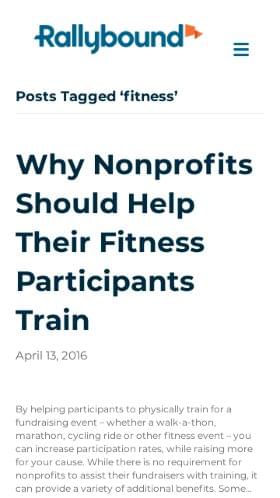 Rallybound
Posts Tagged ‘fitness’
Why Nonprofits
Should Help
Their Fitness
Participants
Train
April 13, 2016
By helping participants to physically train for a
fundraising event – whether a walk-a-thon,
marathon, cycling ride or other fitness event – you
can increase participation rates, while raising more
for your cause. While there is no requirement for
nonprofits to assist their fundraisers with training, it
can provide a variety of additional benefits. Some...